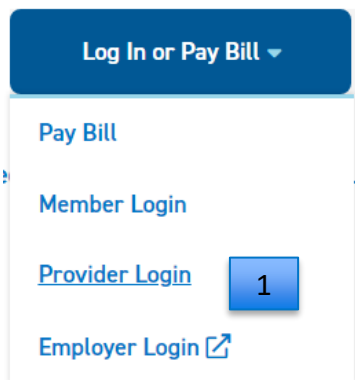 Log In or Pay Bill
Pay Bill
Member Login
Provider Login
1
Employer Login